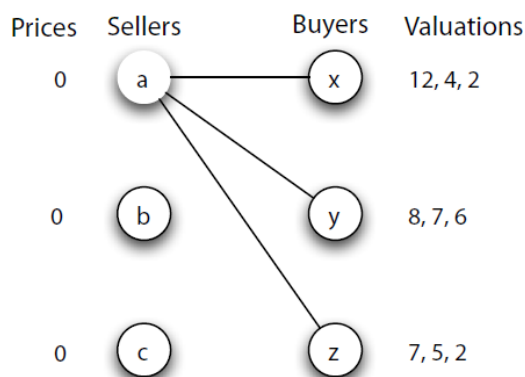 Prices Sellers Buyers Valuations
0 a x 12, 4, 2
0 b y 8, 7, 6
0 c z 7, 5, 2